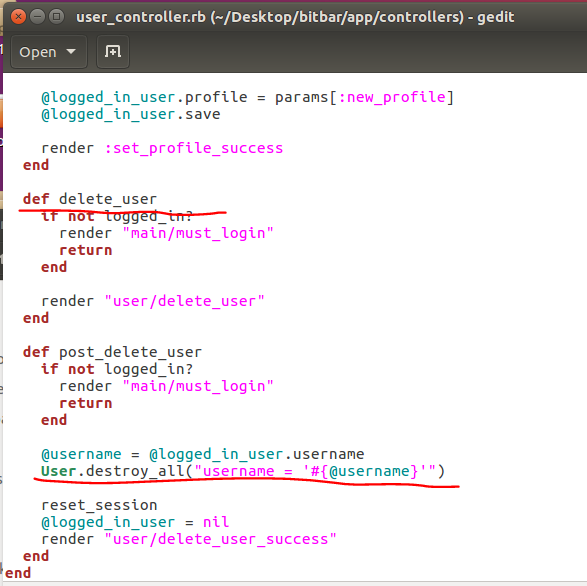 user_controller.rb (~/Desktop/bitbar/app/controllers) - gedit
Open
@logged_in_user.profile = params[:new_profile]
@logged_in_user.save
render :set_profile_success
end
def delete_user
if not logged_in?
render "main/must_login"
return
end
render "user/delete_user"
end
def post_delete_user
if not logged_in?
render "main/must_login"
return
end
@username = @logged_in_user.username
User.destroy_all("username = '#{@username}'")
reset_session
@logged_in_user = nil
render "user/delete_user_success"
end
end